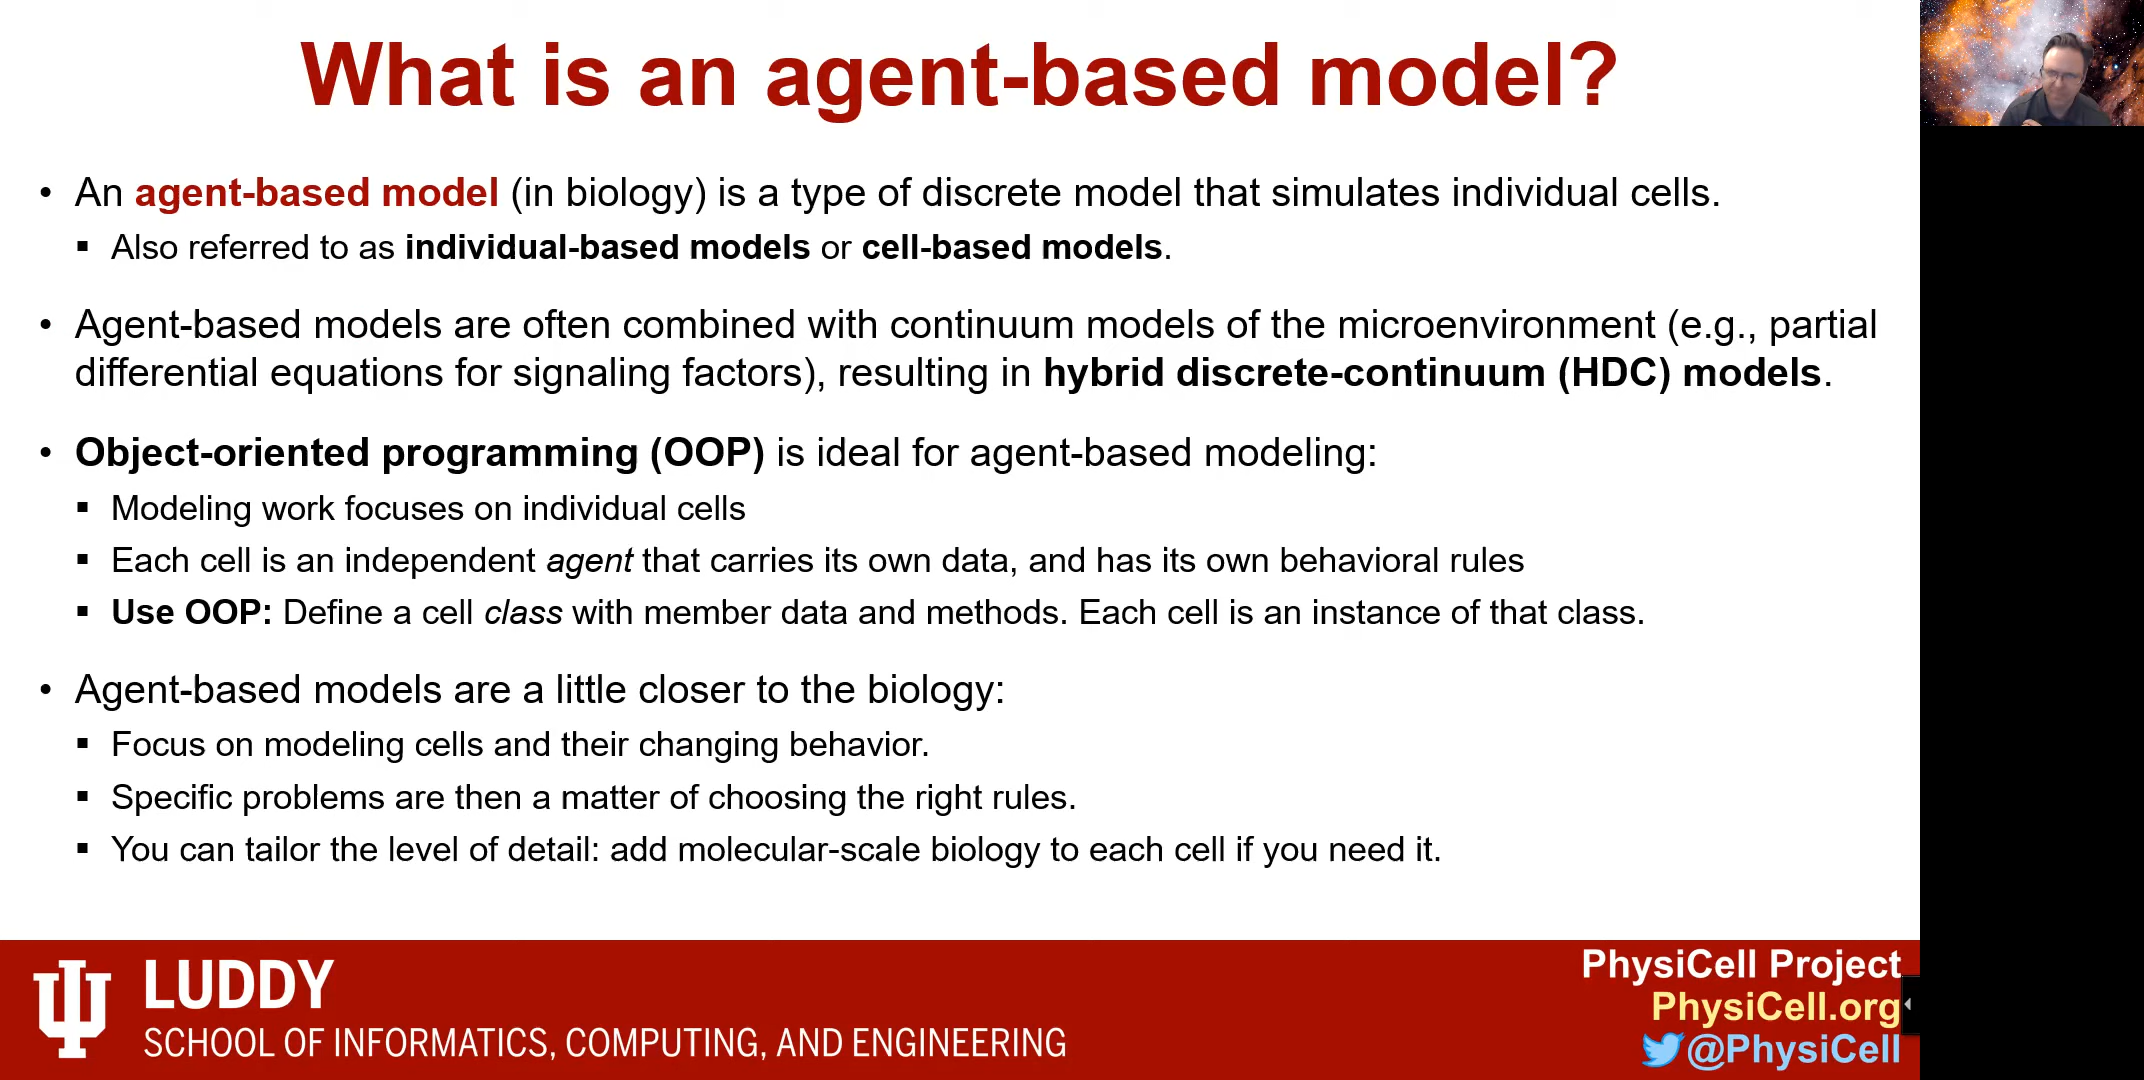 What is an agent-based model?
• An agent-based model (in biology) is a type of discrete model that simulates individual cells.
▪ Also referred to as individual-based models or cell-based models.
• Agent-based models are often combined with continuum models of the microenvironment (e.g., partial
differential equations for signaling factors), resulting in hybrid discrete-continuum (HDC) models.
• Object-oriented programming (OOP) is ideal for agent-based modeling:
▪ Modeling work focuses on individual cells
▪ Each cell is an independent agent that carries its own data, and has its own behavioral rules
▪ Use OOP: Define a cell class with member data and methods. Each cell is an instance of that class.
• Agent-based models are a little closer to the biology:
▪ Focus on modeling cells and their changing behavior.
▪ Specific problems are then a matter of choosing the right rules.
▪ You can tailor the level of detail: add molecular-scale biology to each cell if you need it.
LUDDY
SCHOOL OF INFORMATICS, COMPUTING, AND ENGINEERING
PhysiCell Project
PhysiCell.org
@PhysiCell